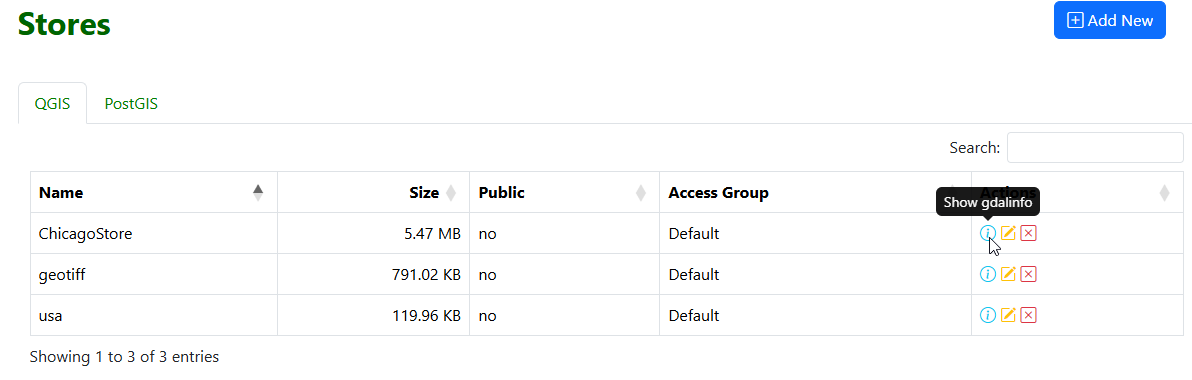 Stores
Add New
QGIS PostGIS
Search:
Name Size Public Access Group Actions
Show gdalinfo
ChicagoStore 5.47 MB no Default
geotiff 791.02 KB no Default
usa 119.96 KB no Default
Showing 1 to 3 of 3 entries